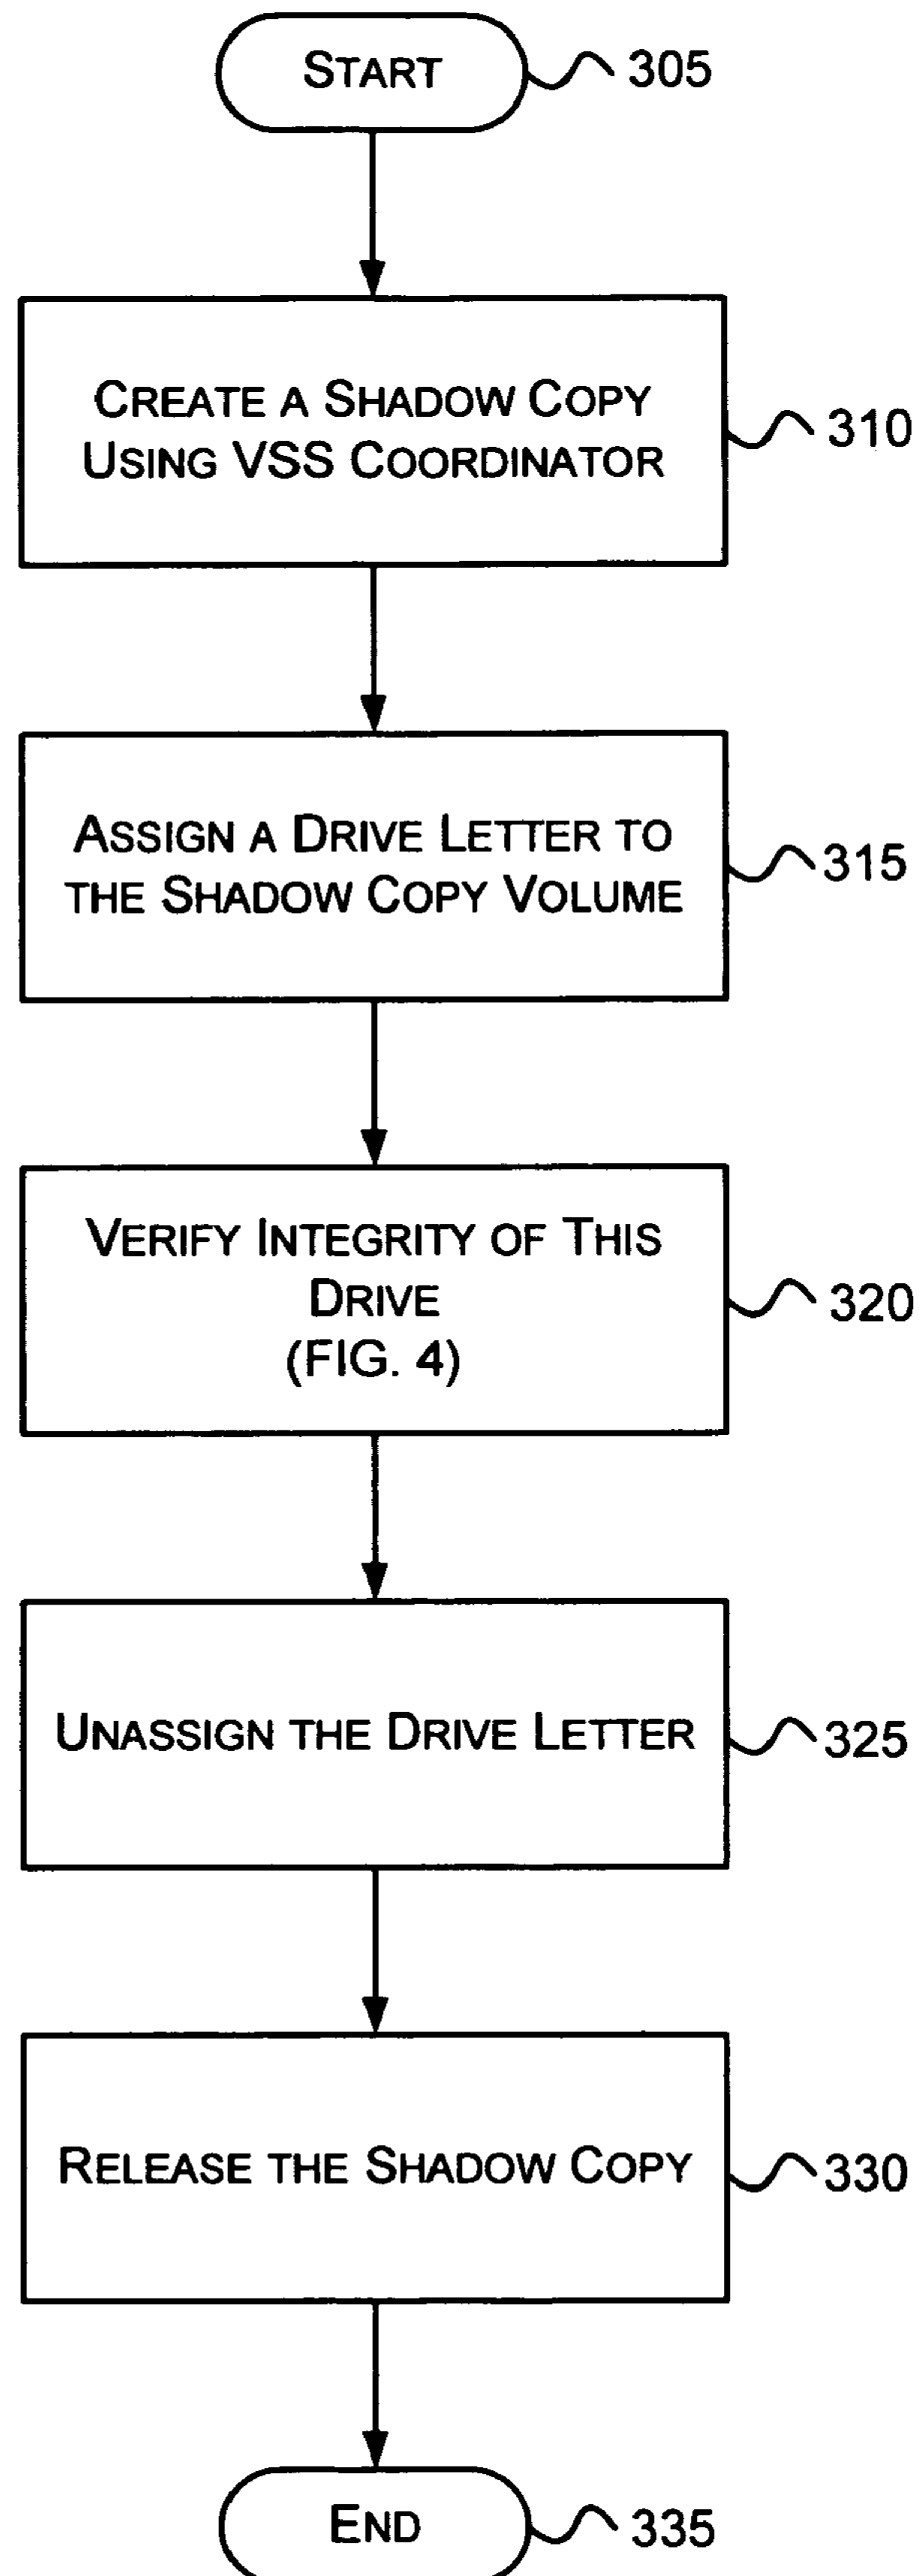 START
305
CREATE A SHADOW COPY
USING VSS COORDINATOR
310
ASSIGN A DRIVE LETTER TO
THE SHADOW COPY VOLUME
315
VERIFY INTEGRITY OF THIS
DRIVE
(FIG. 4)
320
UNASSIGN THE DRIVE LETTER
325
RELEASE THE SHADOW COPY
330
END
335